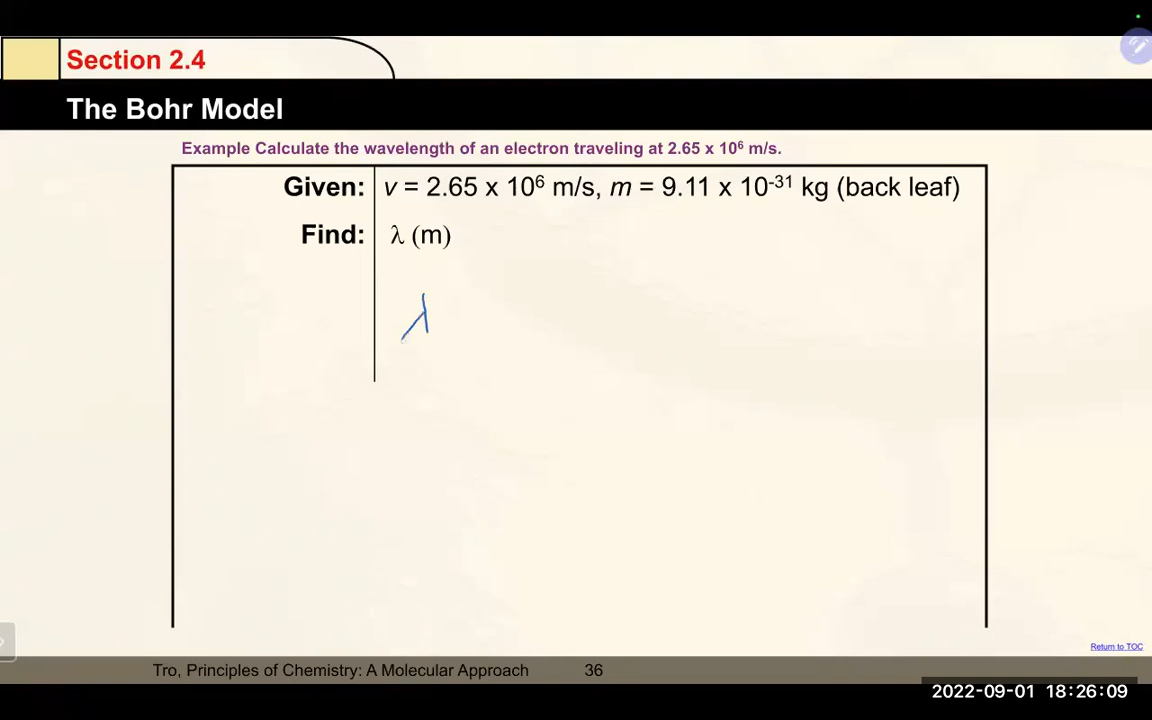 Section 2.4
The Bohr Model
Example Calculate the wavelength of an electron traveling at 2.65 x 10⁶ m/s.
Given: v = 2.65 x 10⁶ m/s, m = 9.11 x 10⁻³¹ kg (back leaf)
Find: λ (m)
λ
Return to TOC
Tro, Principles of Chemistry: A Molecular Approach 36
2022-09-01 18:26:09